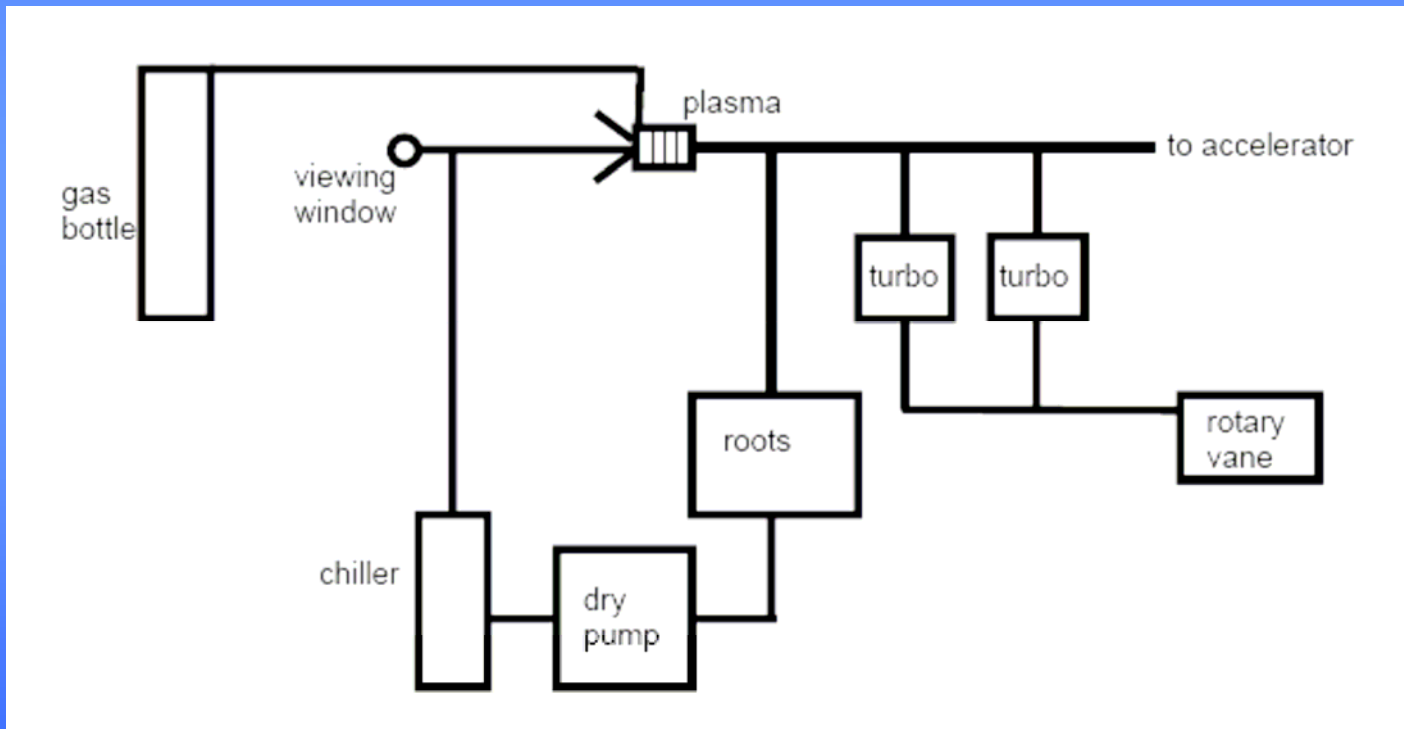 plasma
to accelerator
viewing
window
gas
bottle
turbo
turbo
rotary
vane
roots
chiller
dry
pump